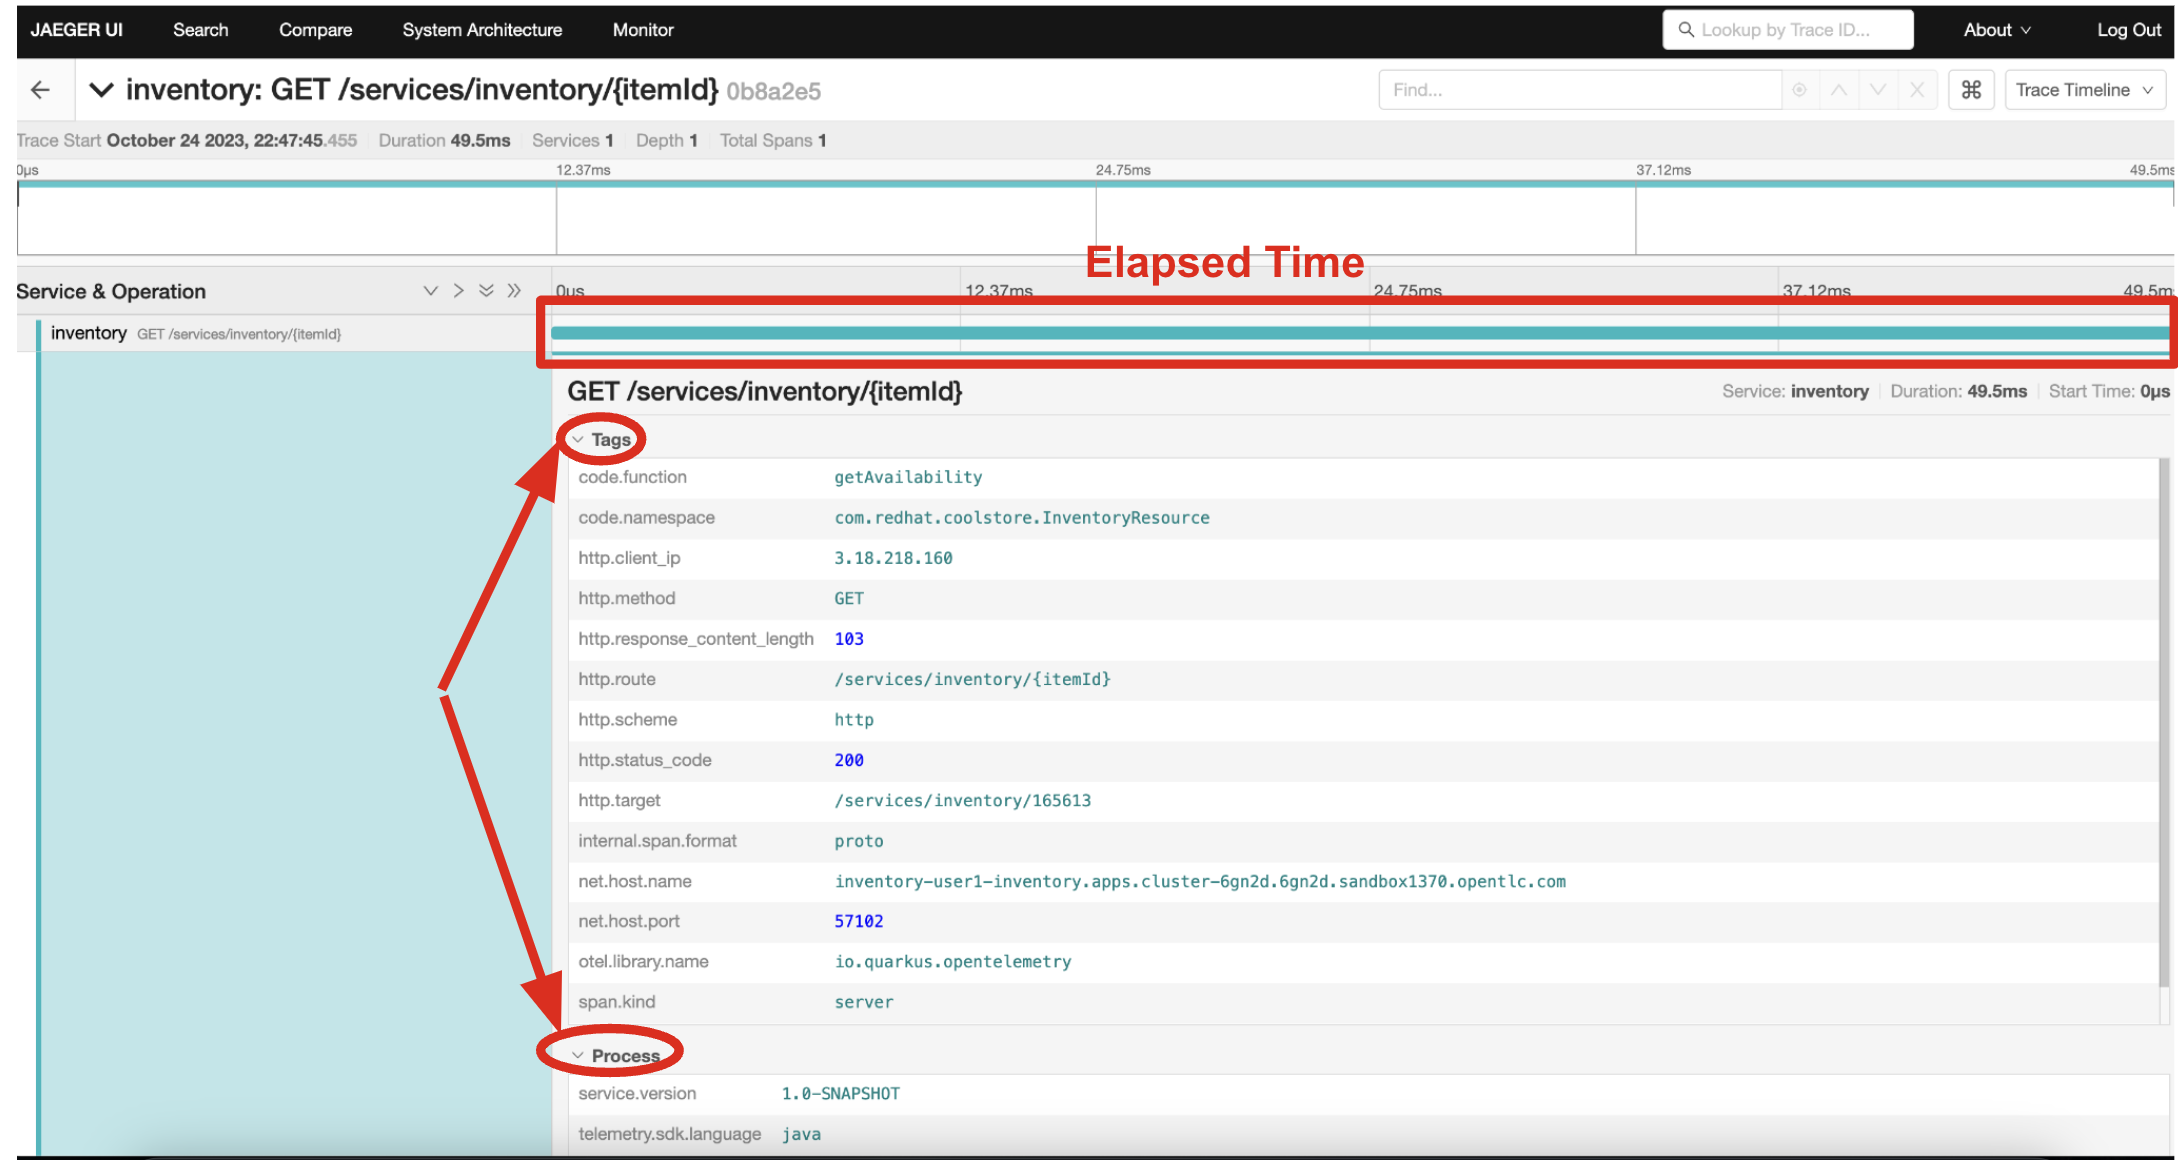 JAEGER UI Search Compare System Architecture Monitor Lookup by Trace ID... About Log Out
inventory: GET /services/inventory/{itemId} 0b8a2e5 Find... Trace Timeline
Trace Start October 24 2023, 22:47:45.455 Duration 49.5ms Services 1 Depth 1 Total Spans 1
0μs 12.37ms 24.75ms 37.12ms 49.5ms
Elapsed Time
Service & Operation 0μs 12.37ms 24.75ms 37.12ms 49.5m
inventory GET /services/inventory/{itemId}
GET /services/inventory/{itemId} Service: inventory Duration: 49.5ms Start Time: 0μs
Tags
code.function getAvailability
code.namespace com.redhat.coolstore.InventoryResource
http.client_ip 3.18.218.160
http.method GET
http.response_content_length 103
http.route /services/inventory/{itemId}
http.scheme http
http.status_code 200
http.target /services/inventory/165613
internal.span.format proto
net.host.name inventory-user1-inventory.apps.cluster-6gn2d.6gn2d.sandbox1370.opentlc.com
net.host.port 57102
otel.library.name io.quarkus.opentelemetry
span.kind server
Process
service.version 1.0-SNAPSHOT
telemetry.sdk.language java